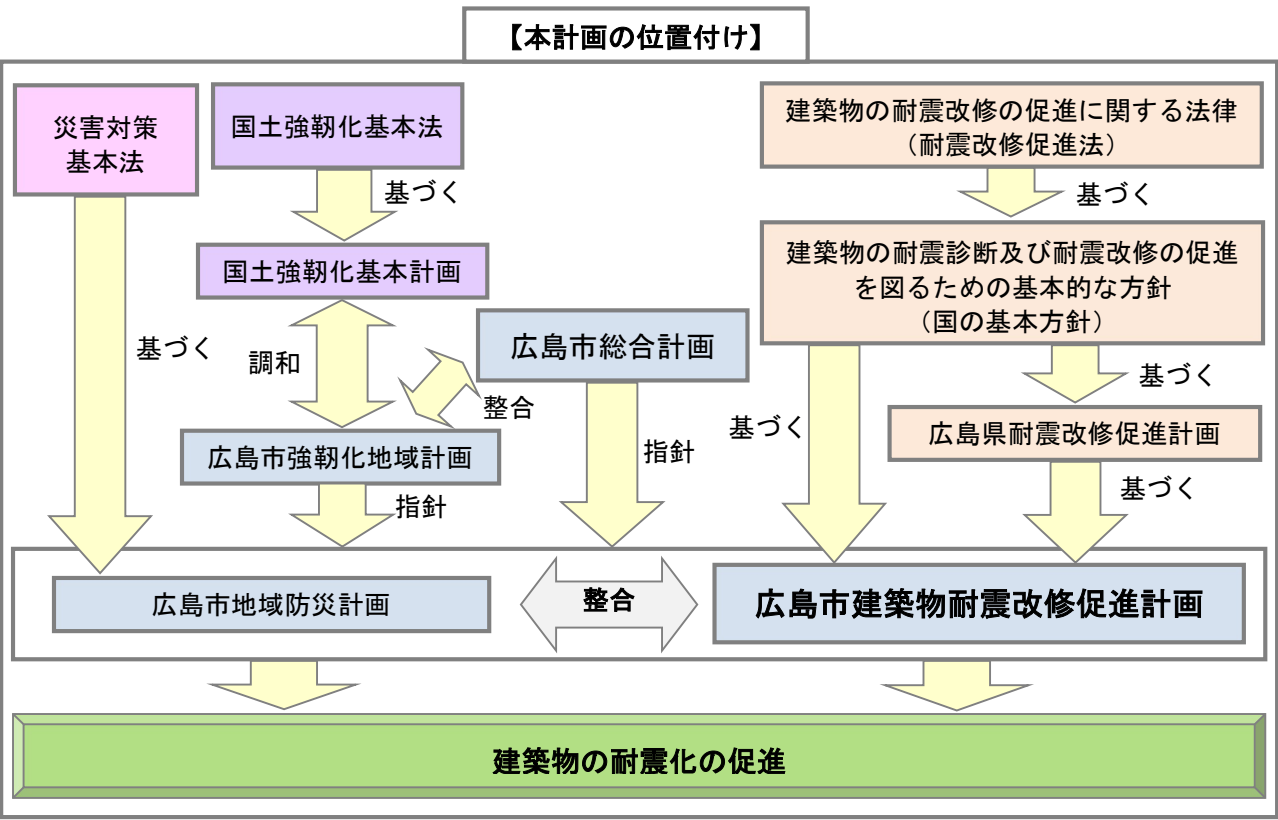 【本計画の位置付け】
災害対策
基本法
国土強靭化基本法
建築物の耐震改修の促進に関する法律
（耐震改修促進法）
基づく
基づく
国土強靭化基本計画
建築物の耐震診断及び耐震改修の促進
を図るための基本的な方針
（国の基本方針）
基づく
調和
整合
広島市総合計画
基づく
基づく
広島県耐震改修促進計画
広島市強靭化地域計画
指針
指針
基づく
広島市地域防災計画
整合
広島市建築物耐震改修促進計画
建築物の耐震化の促進